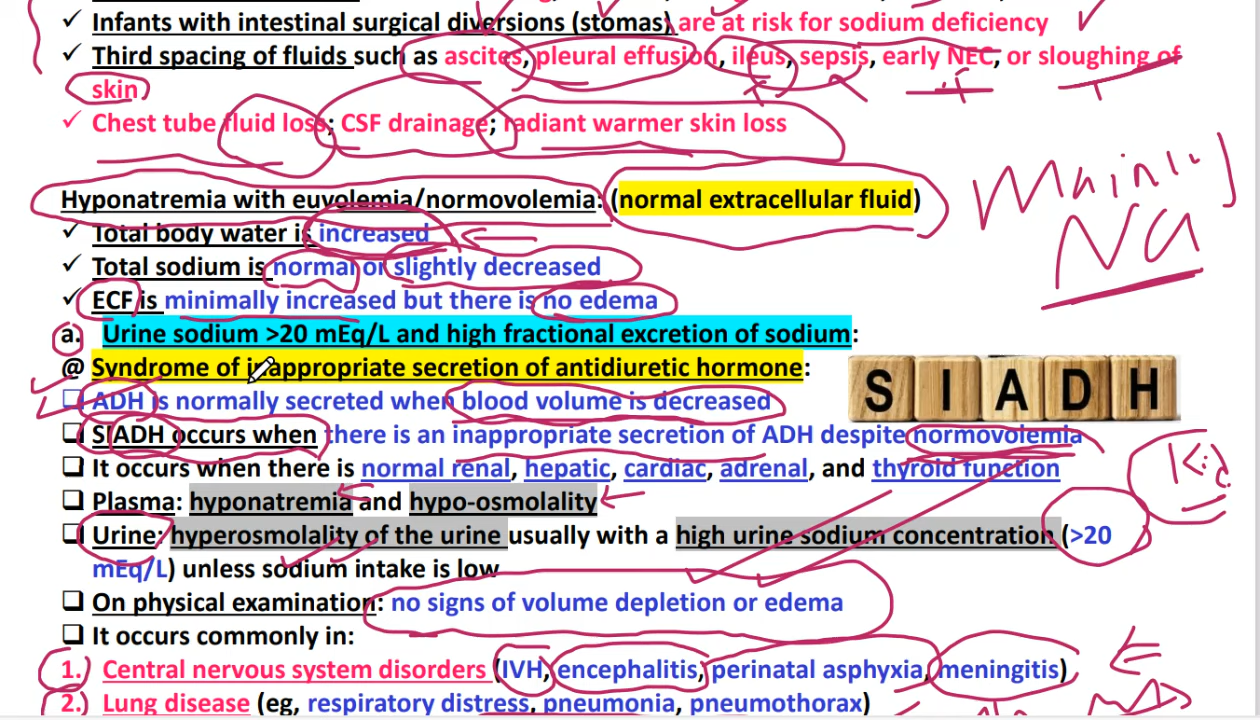 ✓ Infants with intestinal surgical diversions (stomas) are at risk for sodium deficiency
✓ Third spacing of fluids such as ascites, pleural effusion, ileus, sepsis, early NEC, or sloughing of
skin)
✓ Chest tube fluid loss; CSF drainage; radiant warmer skin loss
Mainly
NA
Hyponatremia with euvolemia/normovolemia: (normal extracellular fluid)
✓ Total body water is increased
✓ Total sodium is normal or slightly decreased
✓ ECF is minimally increased but there is no edema
a. Urine sodium >20 mEq/L and high fractional excretion of sodium:
@ Syndrome of inappropriate secretion of antidiuretic hormone:
SIADH
❑ ADH is normally secreted when blood volume is decreased
❑ SIADH occurs when there is an inappropriate secretion of ADH despite normovolemia
❑ It occurs when there is normal renal, hepatic, cardiac, adrenal, and thyroid function
❑ Plasma: hyponatremia and hypo-osmolality
❑ Urine: hyperosmolality of the urine usually with a high urine sodium concentration (>20
mEq/L) unless sodium intake is low
❑ On physical examination: no signs of volume depletion or edema
❑ It occurs commonly in:
1.) Central nervous system disorders (IVH, encephalitis, perinatal asphyxia, meningitis)
2.) Lung disease (eg, respiratory distress, pneumonia, pneumothorax)